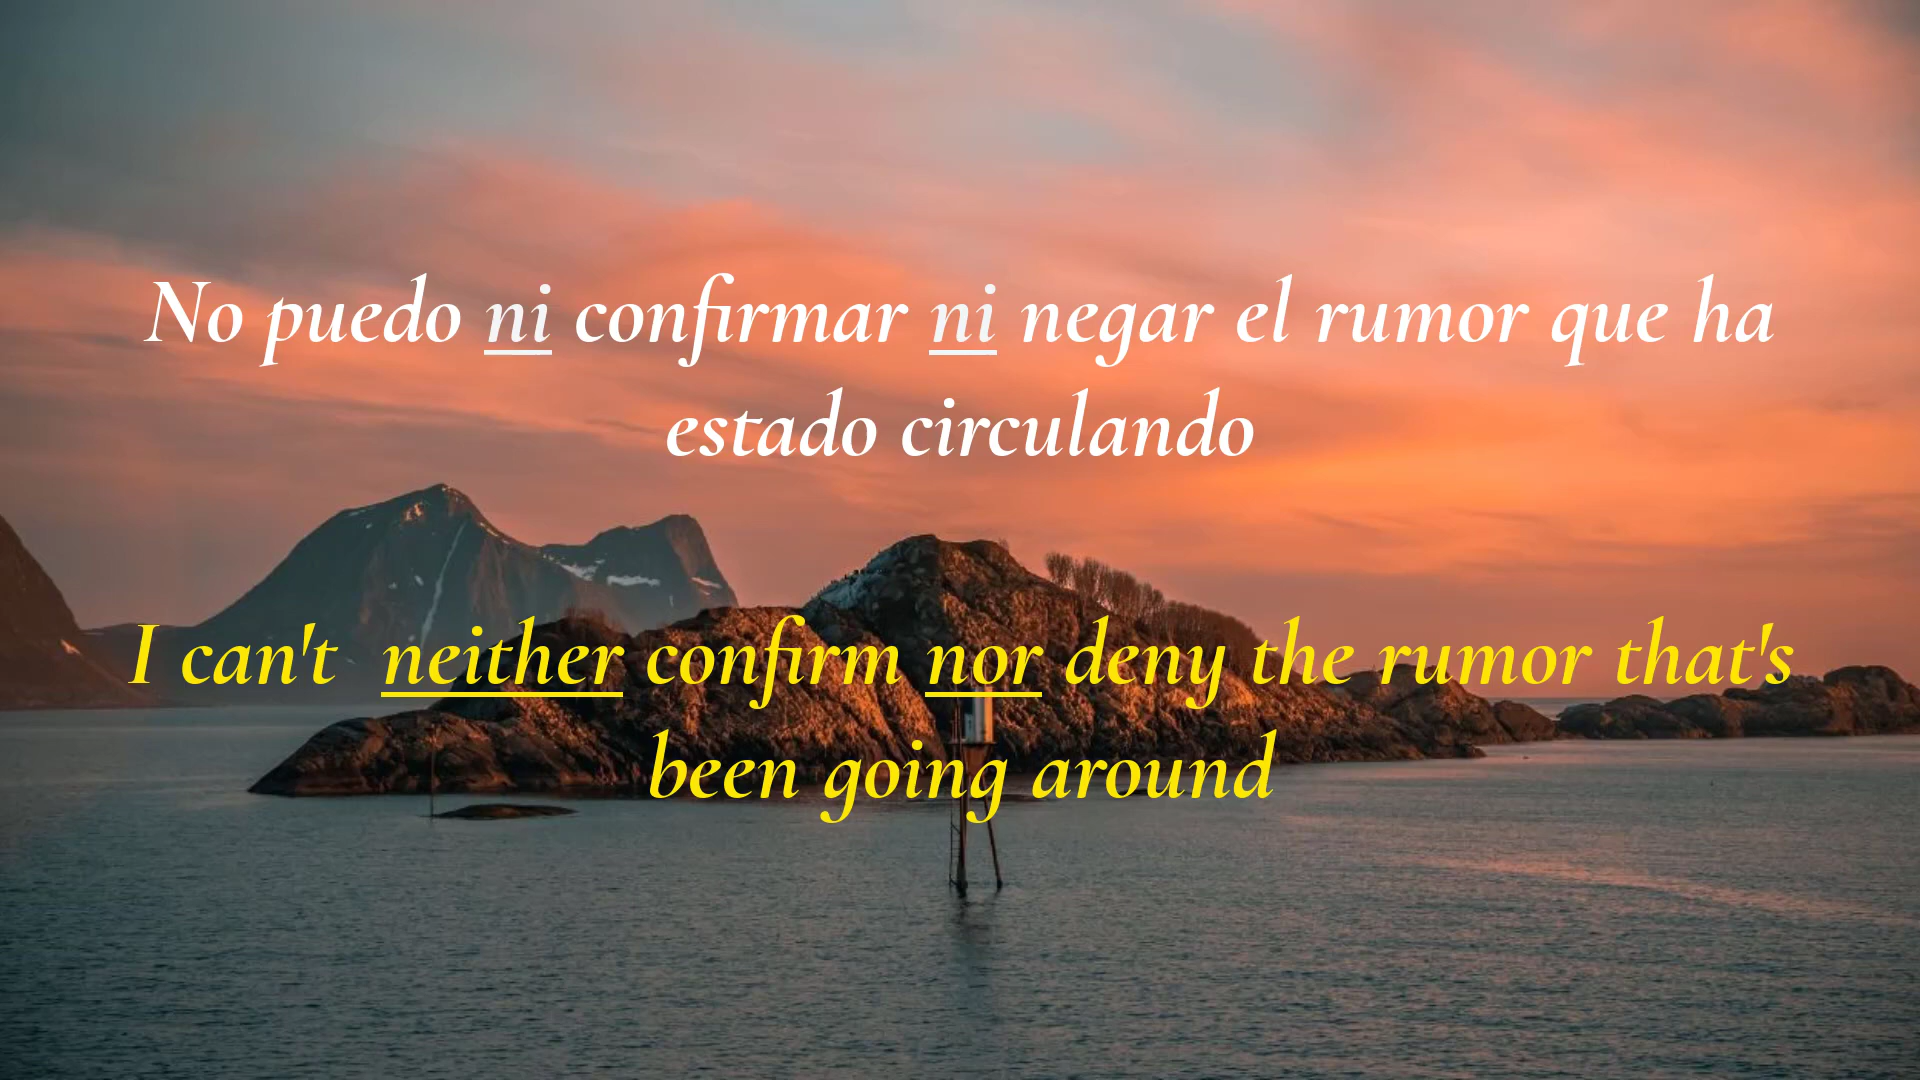 No puedo ni confirmar ni negar el rumor que ha
estado circulando
I can't neither confirm nor deny the rumor that's
been going around